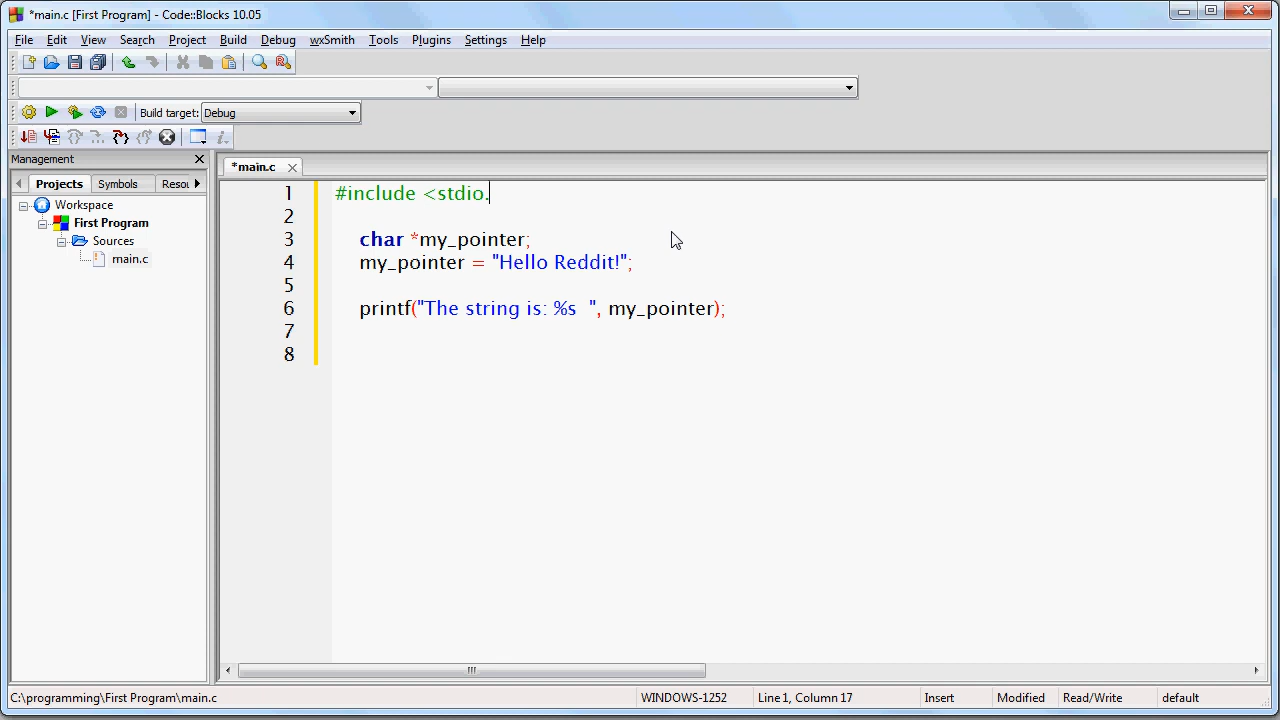 *main.c [First Program] - Code::Blocks 10.05
File Edit View Search Project Build Debug wxSmith Tools Plugins Settings Help
Build target: Debug
Management
*main.c
Projects Symbols Resou
Workspace
First Program
Sources
main.c
1 #include <stdio.
2
3 char *my_pointer;
4 my_pointer = "Hello Reddit!";
5
6 printf("The string is: %s  ", my_pointer);
7
8
C:\programming\First Program\main.c WINDOWS-1252 Line 1, Column 17 Insert Modified Read/Write default